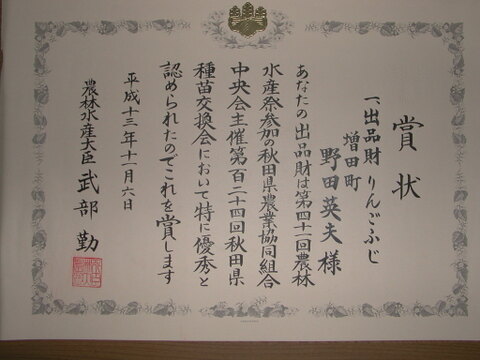 賞状
一、出品財 りんごふじ
増田町
野田英夫様
あなたの出品財は第四十一回農林
水産祭参加の秋田県農業協同組合
中央会主催第百二十四回秋田県
種苗交換会において特に優秀と
認められたのでこれを賞します
平成十三年十一月六日
農林水産大臣 武部勤